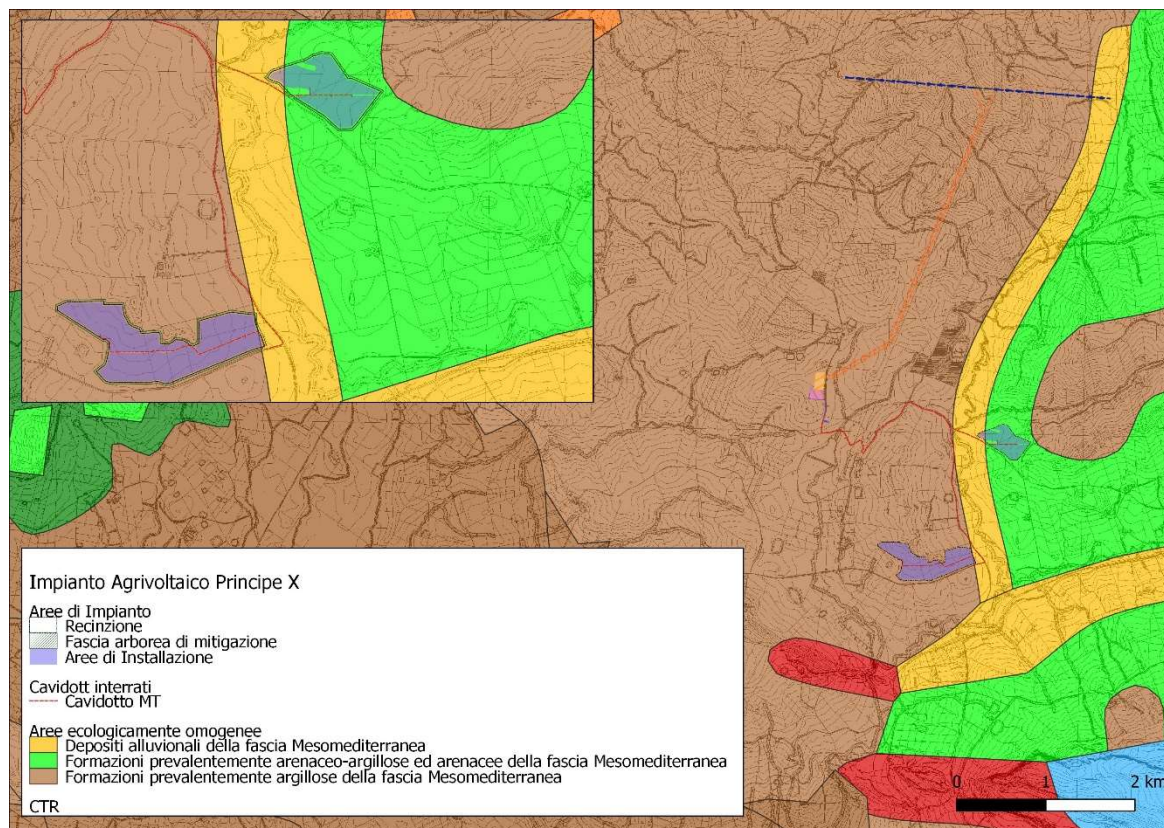 Impianto Agrivoltaico Principe X
Aree di Impianto
Recinzione
Fascia arborea di mitigazione
Aree di Installazione
Cavidott interrati
Cavidotto MT
Aree ecologicamente omogenee
Depositi alluvionali della fascia Mesomediterranea
Formazioni prevalentemente arenaceo-argillose ed arenacee della fascia Mesomediterranea
Formazioni prevalentemente argillose della fascia Mesomediterranea
CTR
0 1 2 km